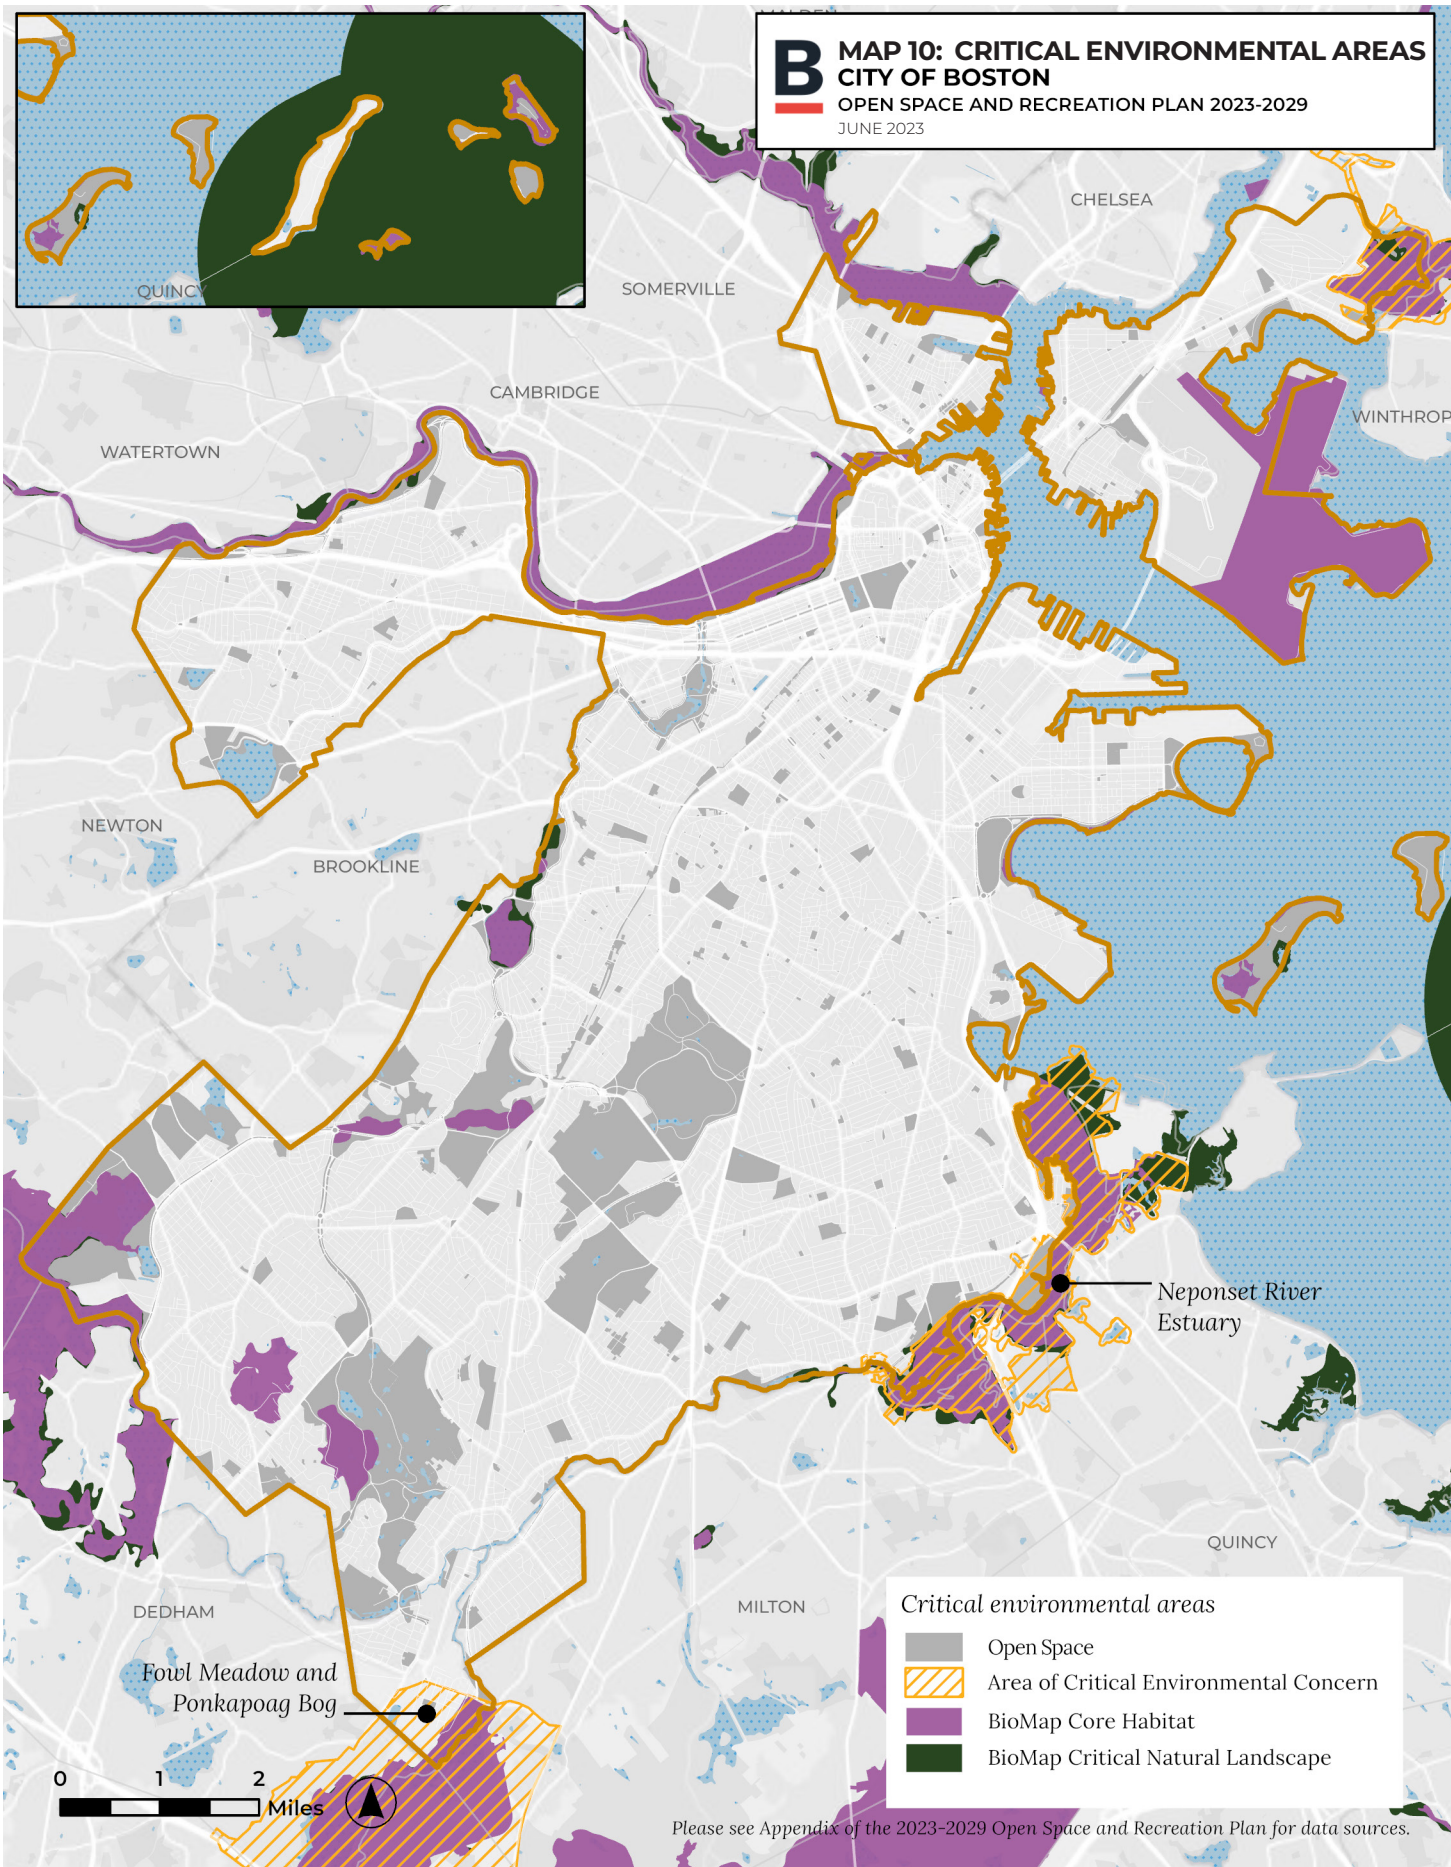 B
MAP 10: CRITICAL ENVIRONMENTAL AREAS
CITY OF BOSTON
OPEN SPACE AND RECREATION PLAN 2023-2029
JUNE 2023
MALDEN
QUINCY
CHELSEA
SOMERVILLE
CAMBRIDGE
WINTHROP
WATERTOWN
NEWTON
BROOKLINE
Neponset River
Estuary
QUINCY
DEDHAM
MILTON
Fowl Meadow and
Ponkapoag Bog
Critical environmental areas
Open Space
Area of Critical Environmental Concern
BioMap Core Habitat
BioMap Critical Natural Landscape
0 1 2
Miles
Please see Appendix of the 2023-2029 Open Space and Recreation Plan for data sources.